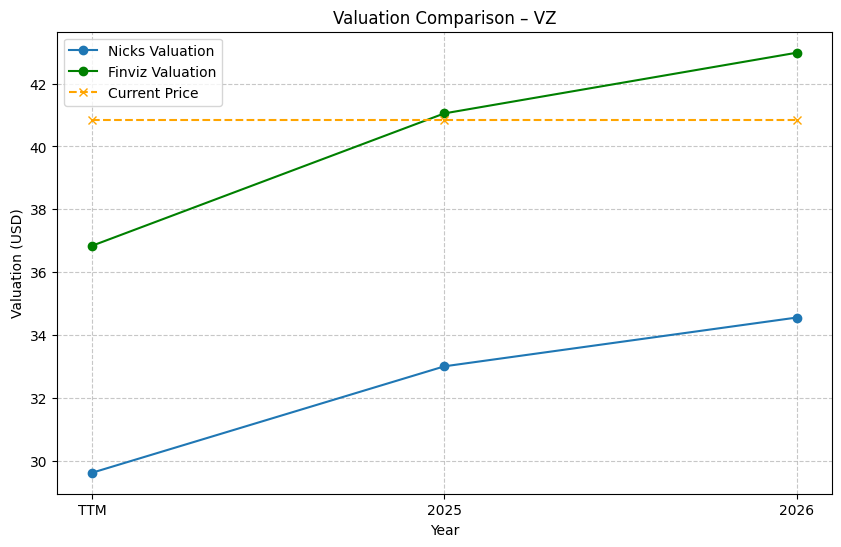 Valuation Comparison – VZ
Nicks Valuation
Finviz Valuation
Current Price
Valuation (USD)
42
40
38
36
34
32
30
TTM
2025
2026
Year